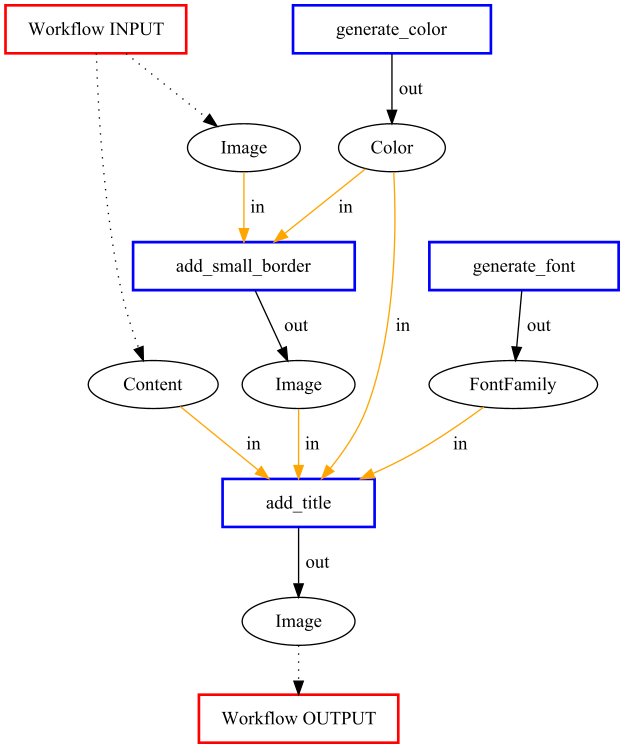 Workflow INPUT
generate_color
out
Image
Color
in
in
add_small_border
generate_font
out
in
out
Content
Image
FontFamily
in
in
in
add_title
out
Image
Workflow OUTPUT